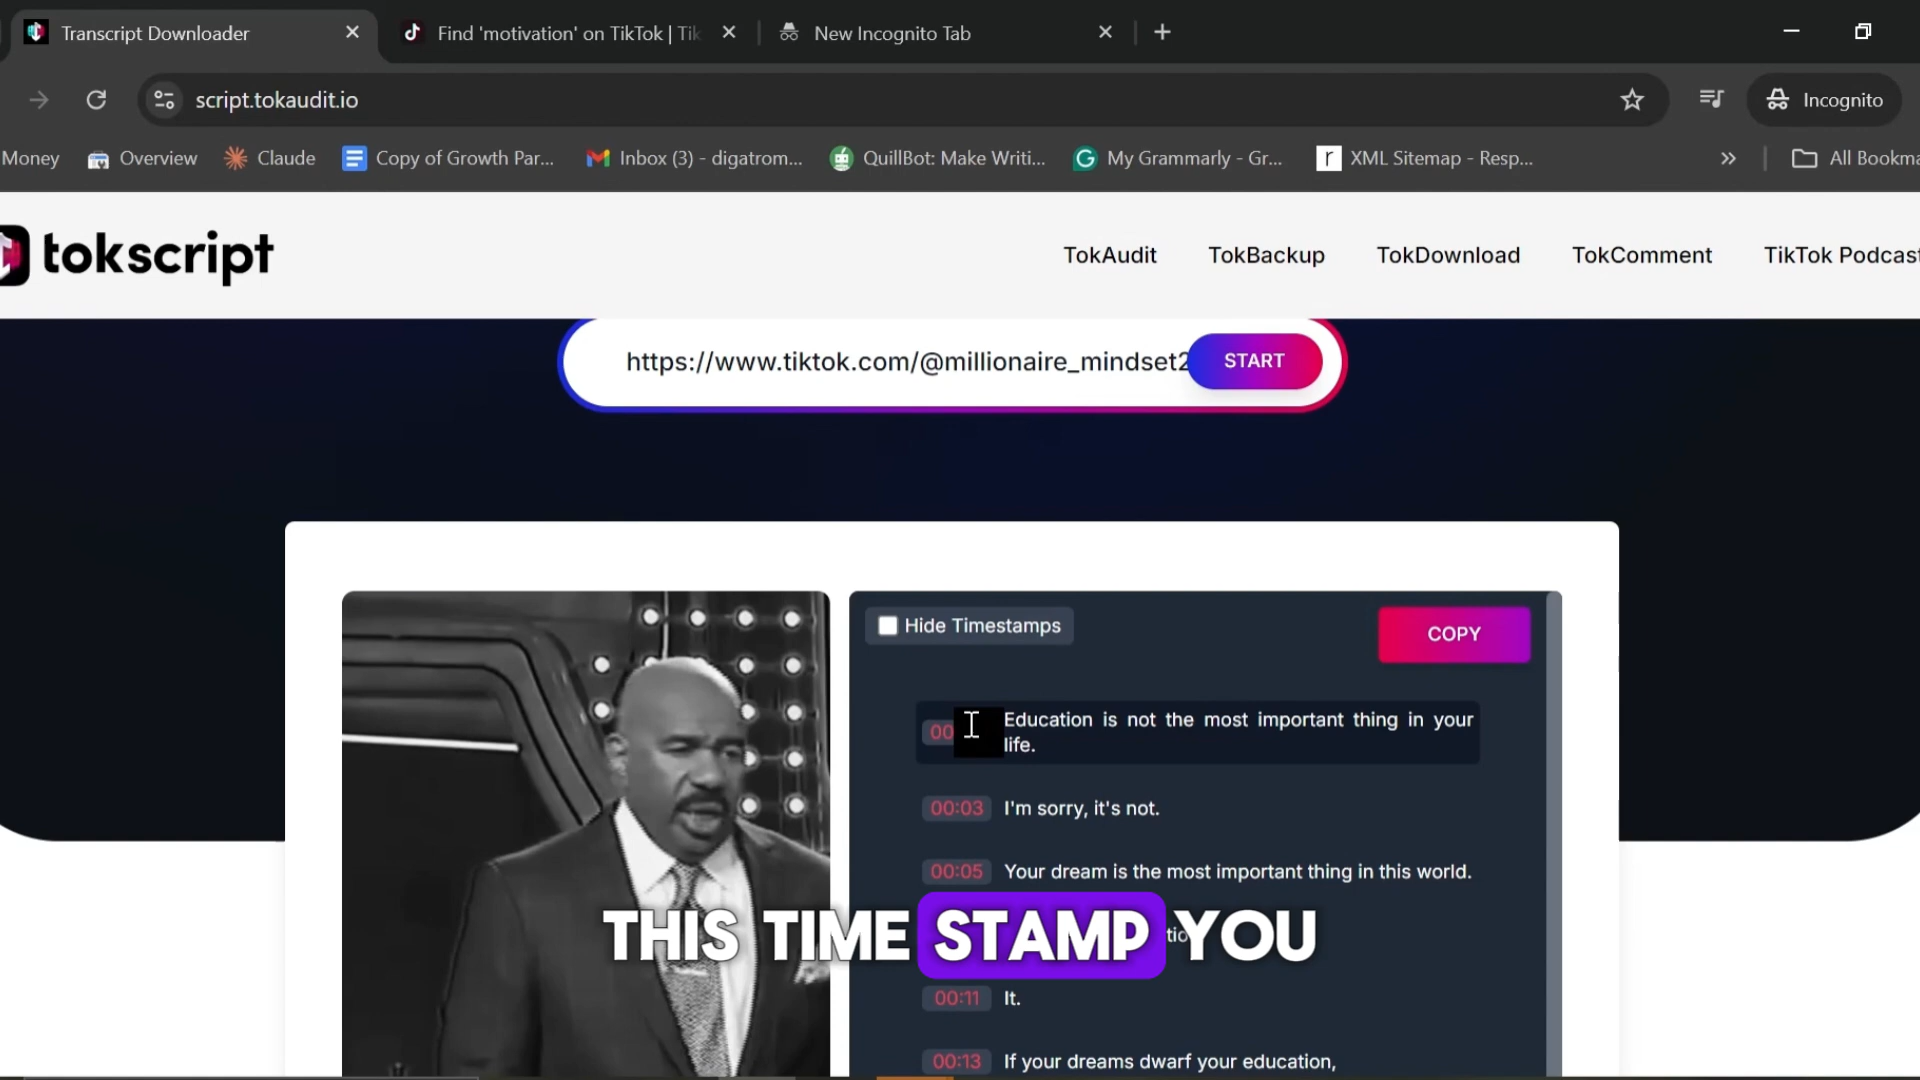 Transcript Downloader
Find 'motivation' on TikTok | Tik
New Incognito Tab
script.tokaudit.io
Incognito
Money
Overview
Claude
Copy of Growth Par...
Inbox (3) - digatrom...
QuillBot: Make Writi...
My Grammarly - Gr...
XML Sitemap - Resp...
All Bookma
tokscript
TokAudit
TokBackup
TokDownload
TokComment
TikTok Podcast
https://www.tiktok.com/@millionaire_mindset2
START
Hide Timestamps
COPY
00
Education is not the most important thing in your
life.
00:03 I'm sorry, it's not.
00:05 Your dream is the most important thing in this world.
THIS TIME STAMP YOU
00:11 It.
00:13 If your dreams dwarf your education,